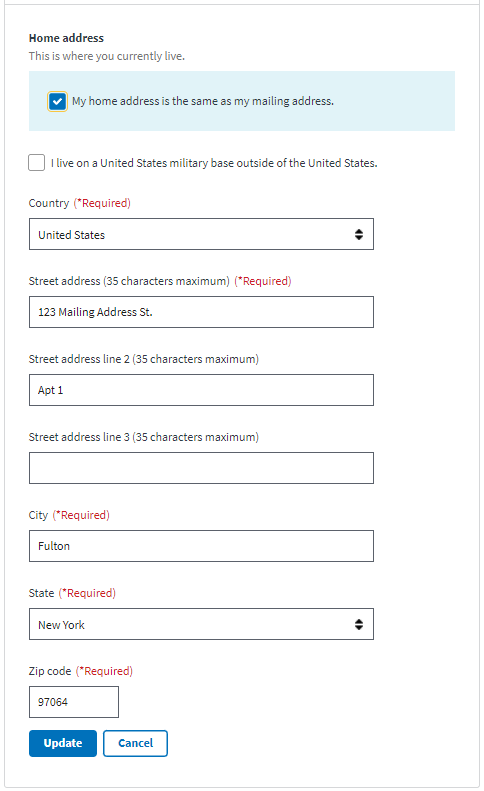 Home address
This is where you currently live.
My home address is the same as my mailing address.
I live on a United States military base outside of the United States.
Country (*Required)
United States
Street address (35 characters maximum) (*Required)
123 Mailing Address St.
Street address line 2 (35 characters maximum)
Apt 1
Street address line 3 (35 characters maximum)
City (*Required)
Fulton
State (*Required)
New York
Zip code (*Required)
97064
Update Cancel